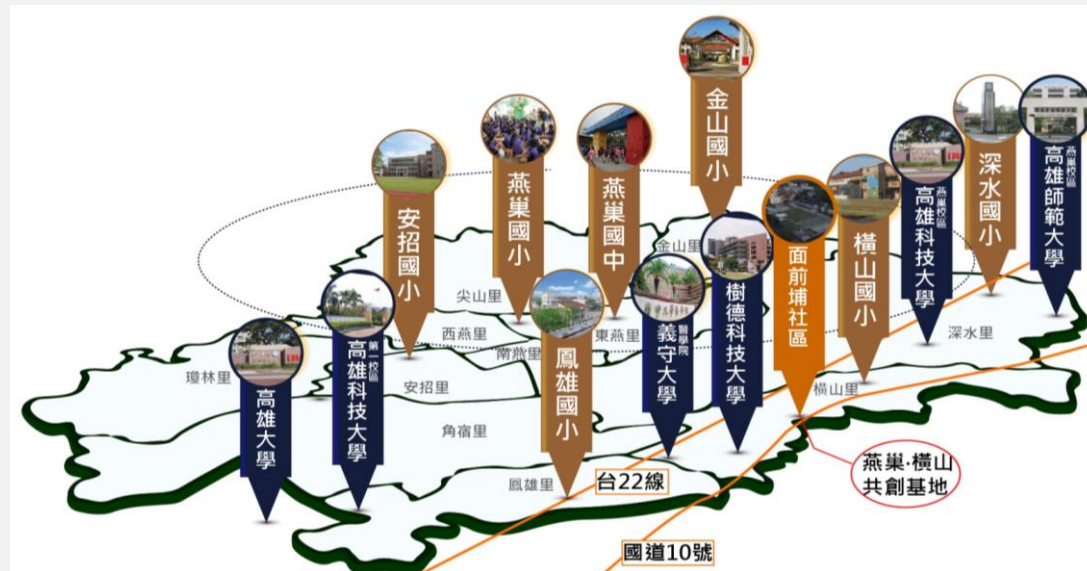 金山國小
燕巢國小
燕巢國中
安招國小
深水國小
燕巢校區
高雄師範大學
燕巢校區
高雄科技大學
橫山國小
面前埔社區
樹德科技大學
醫學院
義守大學
鳳雄國小
第一校區
高雄科技大學
高雄大學
金山里
尖山里
西燕里
南燕里
東燕里
深水里
瓊林里
安招里
橫山里
角宿里
鳳雄里
台22線
國道10號
燕巢·橫山
共創基地